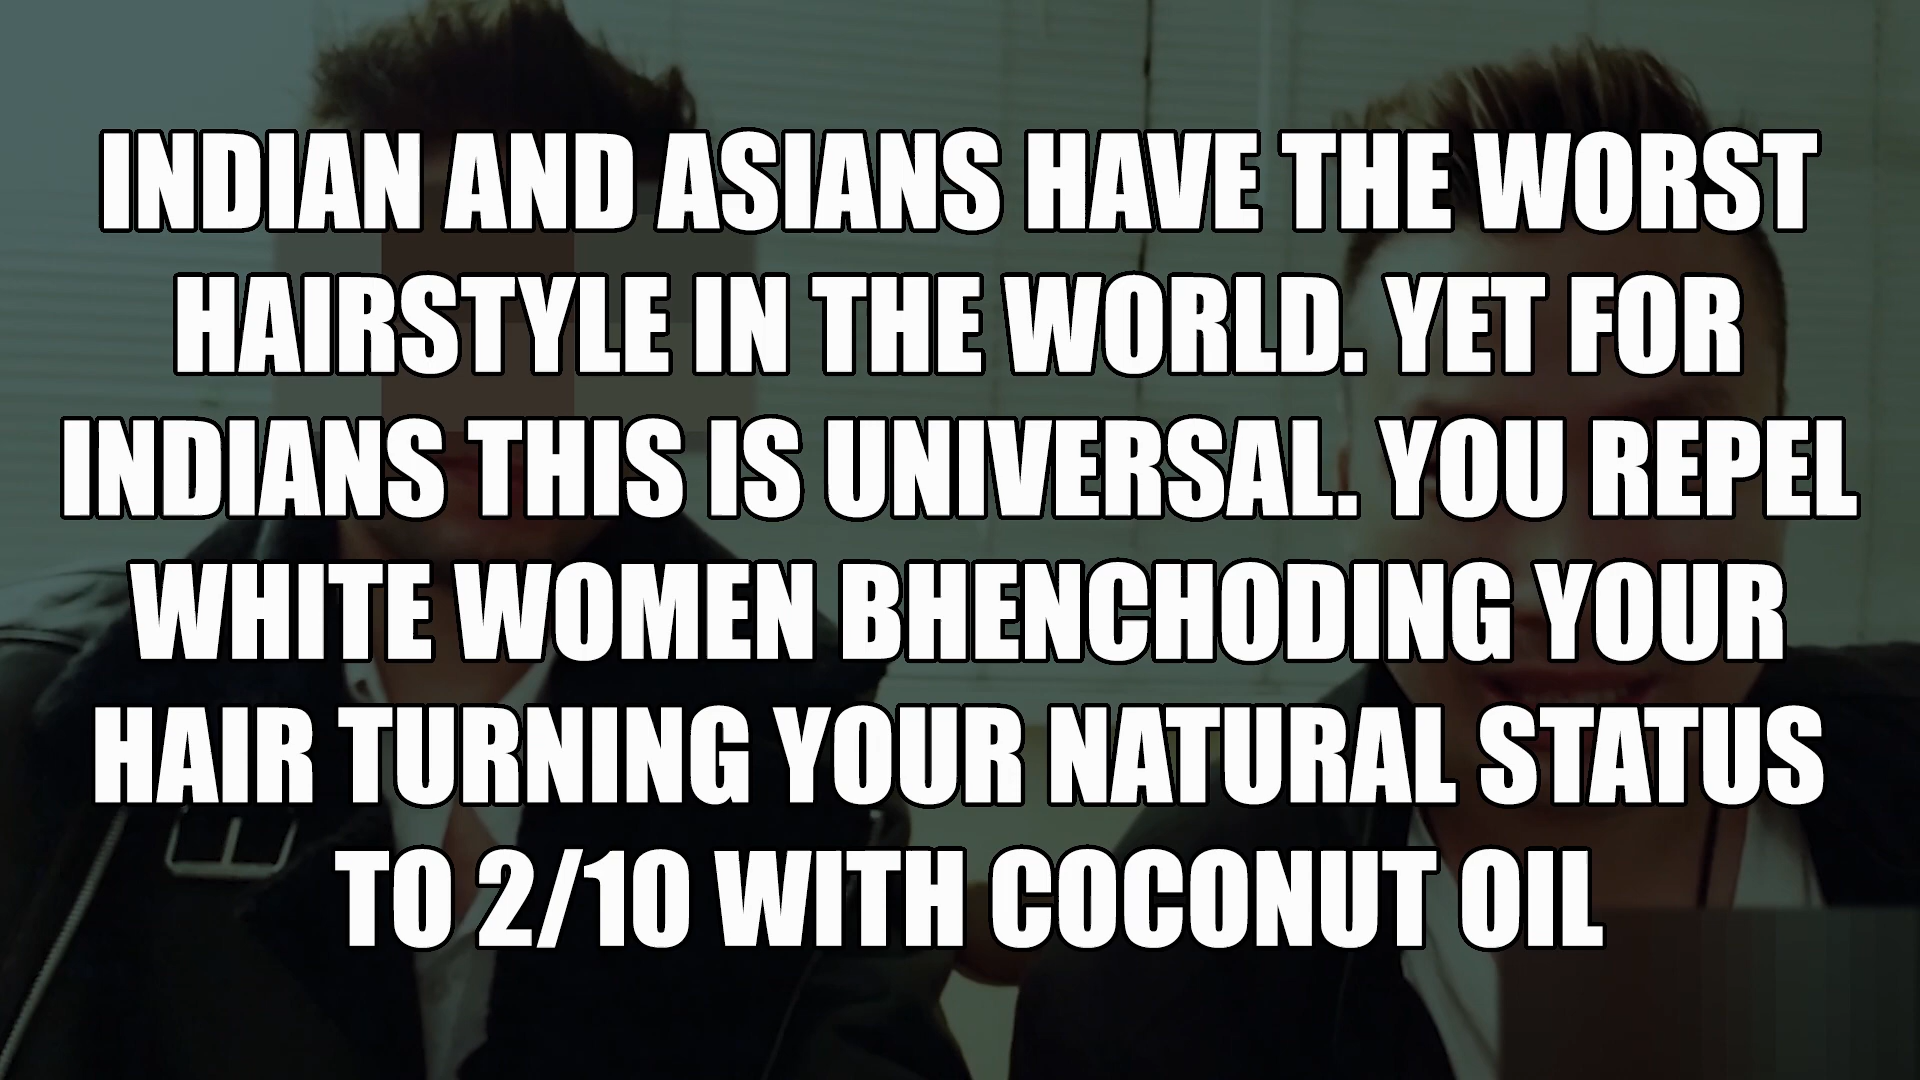 INDIAN AND ASIANS HAVE THE WORST
HAIRSTYLE IN THE WORLD. YET FOR
INDIANS THIS IS UNIVERSAL. YOU REPEL
WHITE WOMEN BHENCHODING YOUR
HAIR TURNING YOUR NATURAL STATUS
TO 2/10 WITH COCONUT OIL